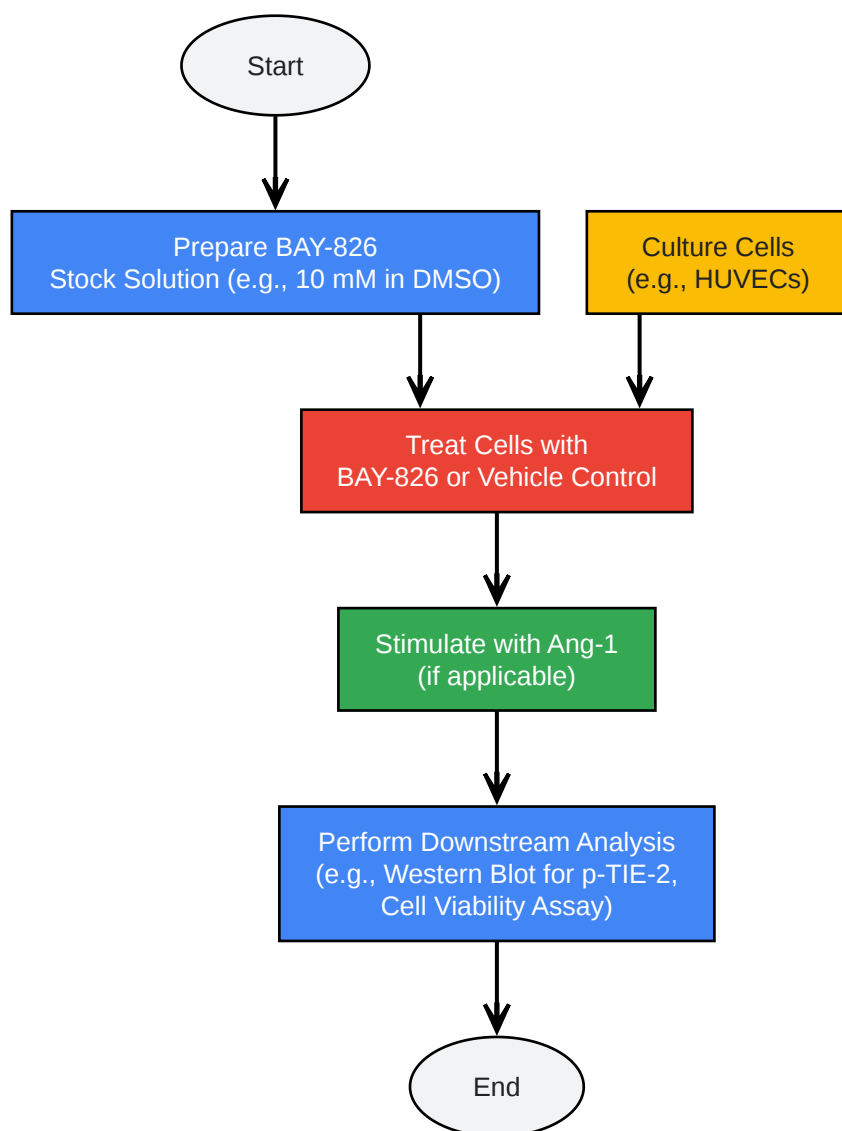 Start
Prepare BAY-826
Stock Solution (e.g., 10 mM in DMSO)
Culture Cells
(e.g., HUVECs)
Treat Cells with
BAY-826 or Vehicle Control
Stimulate with Ang-1
(if applicable)
Perform Downstream Analysis
(e.g., Western Blot for p-TIE-2,
Cell Viability Assay)
End